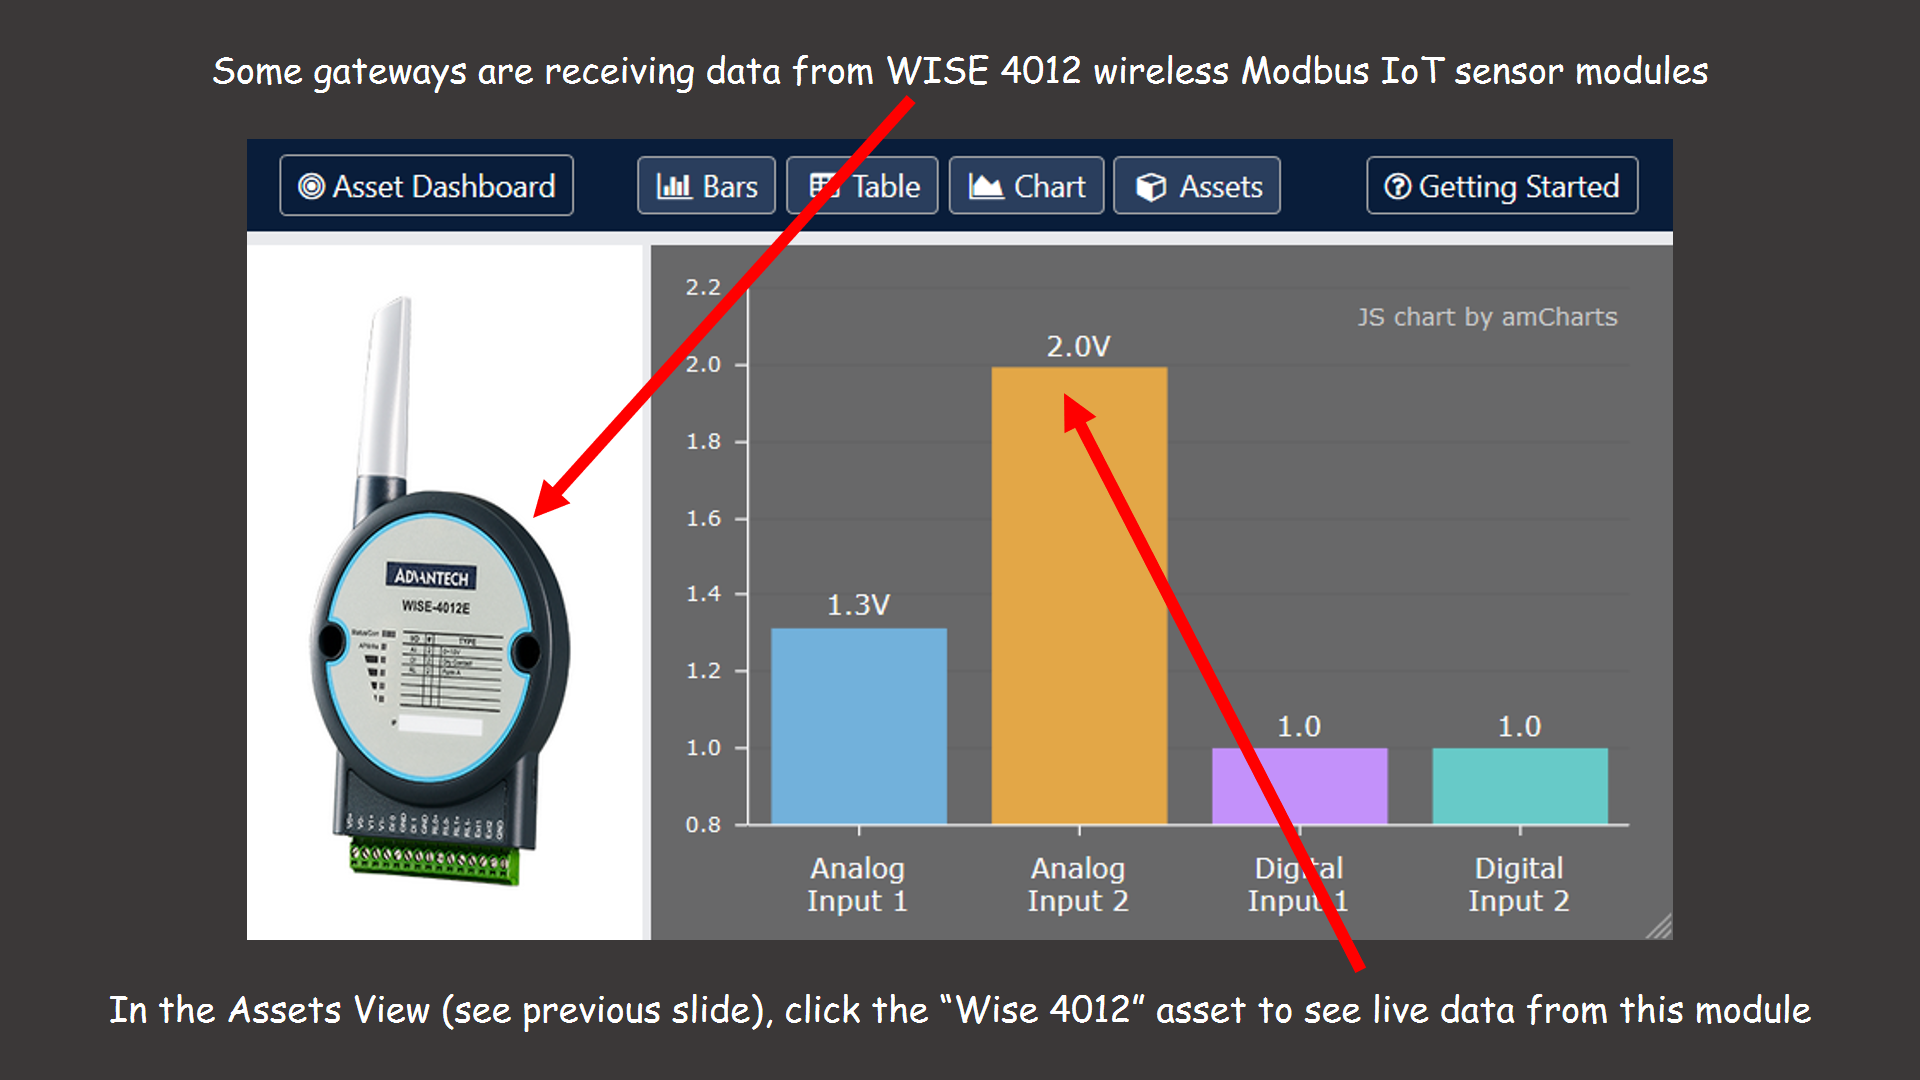 Some gateways are receiving data from WISE 4012 wireless Modbus IoT sensor modules
Asset Dashboard
Bars
Table
Chart
Assets
Getting Started
JS chart by amCharts
2.2
2.0
1.8
1.6
1.4
1.2
1.0
0.8
1.3V
2.0V
1.0
1.0
Analog
Input 1
Analog
Input 2
Digital
Input 1
Digital
Input 2
ADVANTECH
WISE-4012E
TYPE
In the Assets View (see previous slide), click the “Wise 4012” asset to see live data from this module